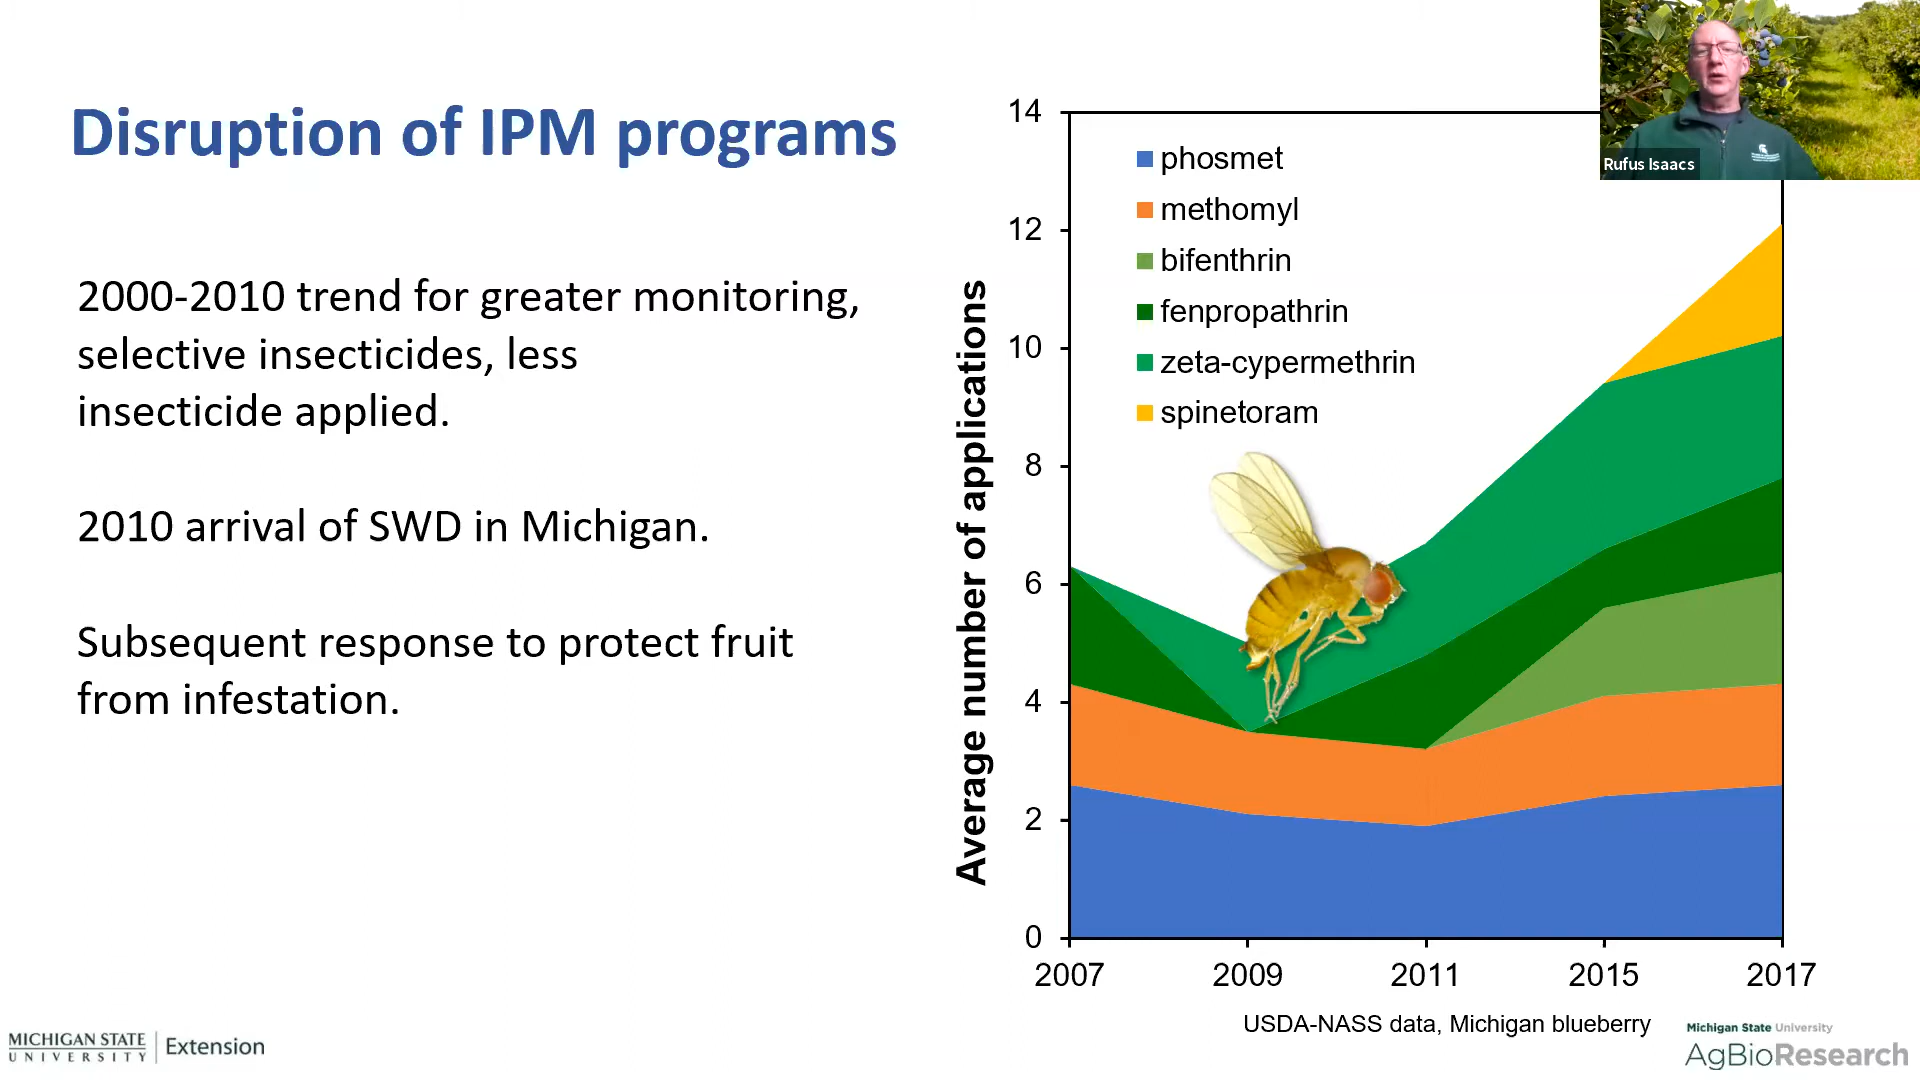 Disruption of IPM programs
2000-2010 trend for greater monitoring,
selective insecticides, less
insecticide applied.
2010 arrival of SWD in Michigan.
Subsequent response to protect fruit
from infestation.
Average number of applications
14
12
10
8
6
4
2
0
phosmet
methomyl
bifenthrin
fenpropathrin
zeta-cypermethrin
spinetoram
2007 2009 2011 2015 2017
USDA-NASS data, Michigan blueberry
Rufus Isaacs
MICHIGAN STATE
UNIVERSITY
Extension
Michigan State University
AgBioResearch